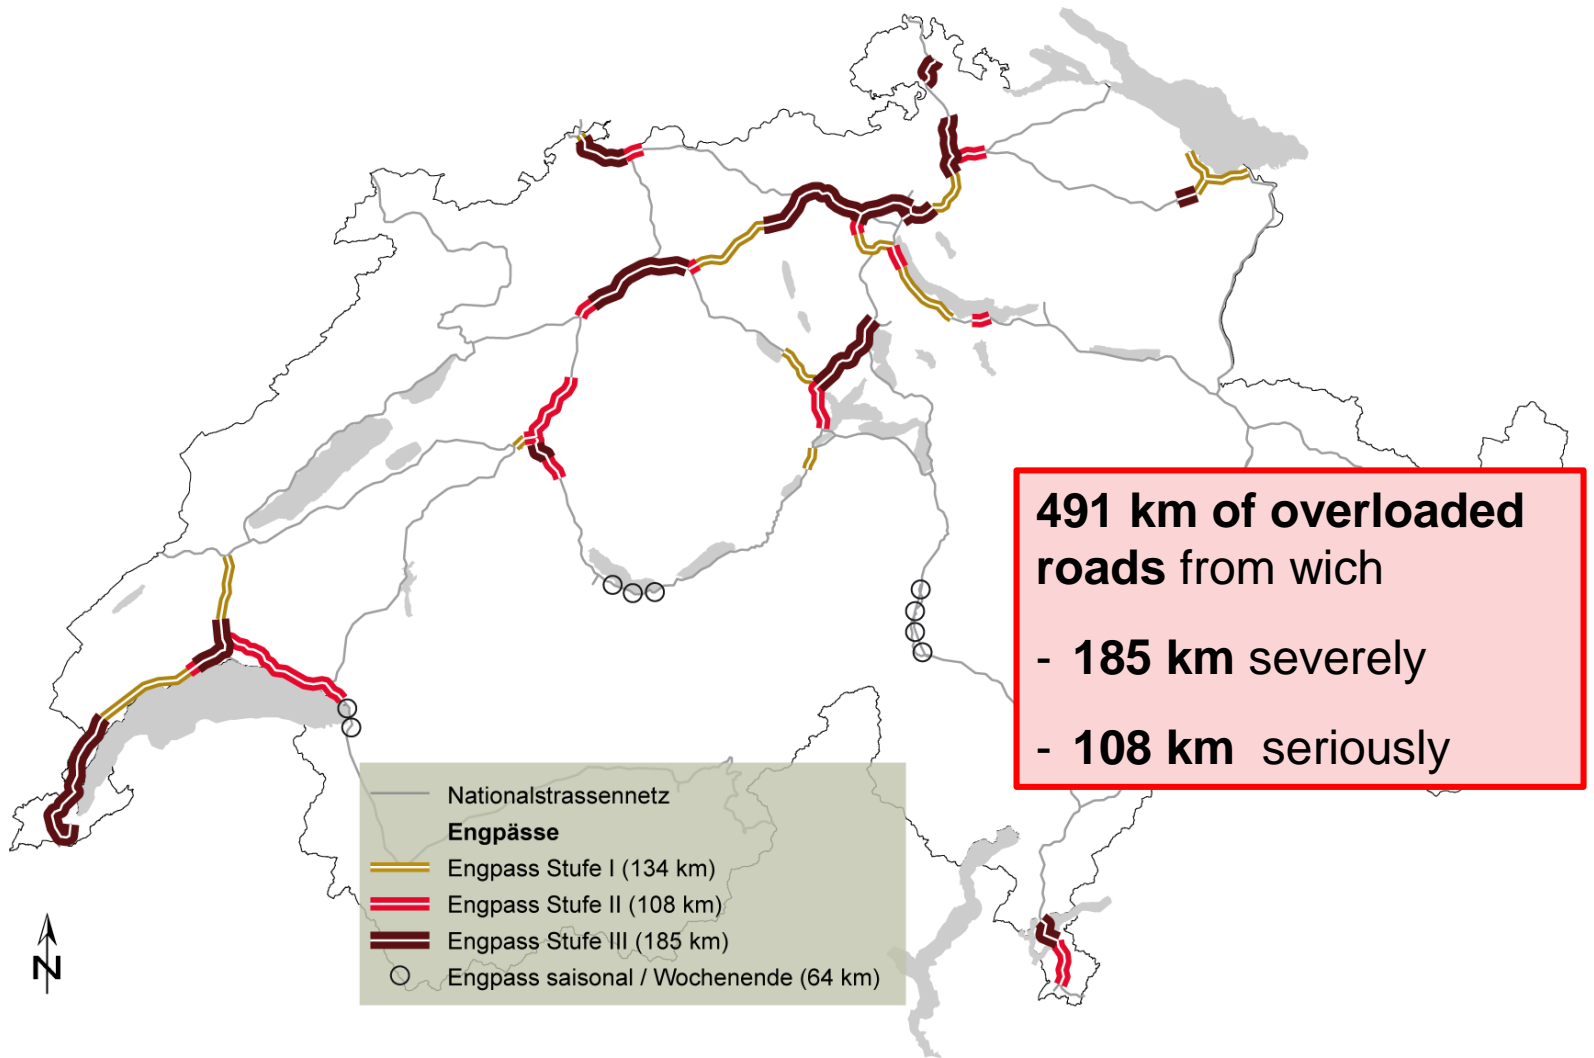 491 km of overloaded
roads from wich
- 185 km severely
- 108 km seriously
Nationalstrassennetz
Engpässe
Engpass Stufe I (134 km)
Engpass Stufe II (108 km)
Engpass Stufe III (185 km)
Engpass saisonal / Wochenende (64 km)
N